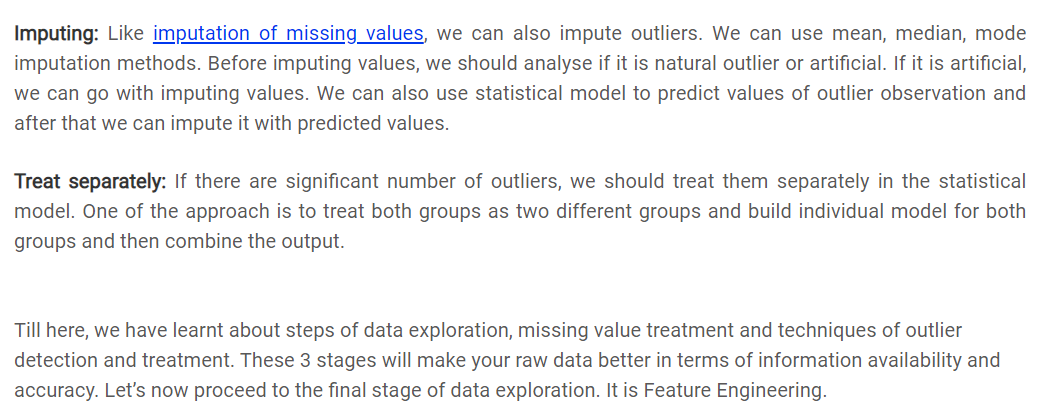 Imputing: Like imputation of missing values, we can also impute outliers. We can use mean, median, mode
imputation methods. Before imputing values, we should analyse if it is natural outlier or artificial. If it is artificial,
we can go with imputing values. We can also use statistical model to predict values of outlier observation and
after that we can impute it with predicted values.
Treat separately: If there are significant number of outliers, we should treat them separately in the statistical
model. One of the approach is to treat both groups as two different groups and build individual model for both
groups and then combine the output.
Till here, we have learnt about steps of data exploration, missing value treatment and techniques of outlier
detection and treatment. These 3 stages will make your raw data better in terms of information availability and
accuracy. Let’s now proceed to the final stage of data exploration. It is Feature Engineering.